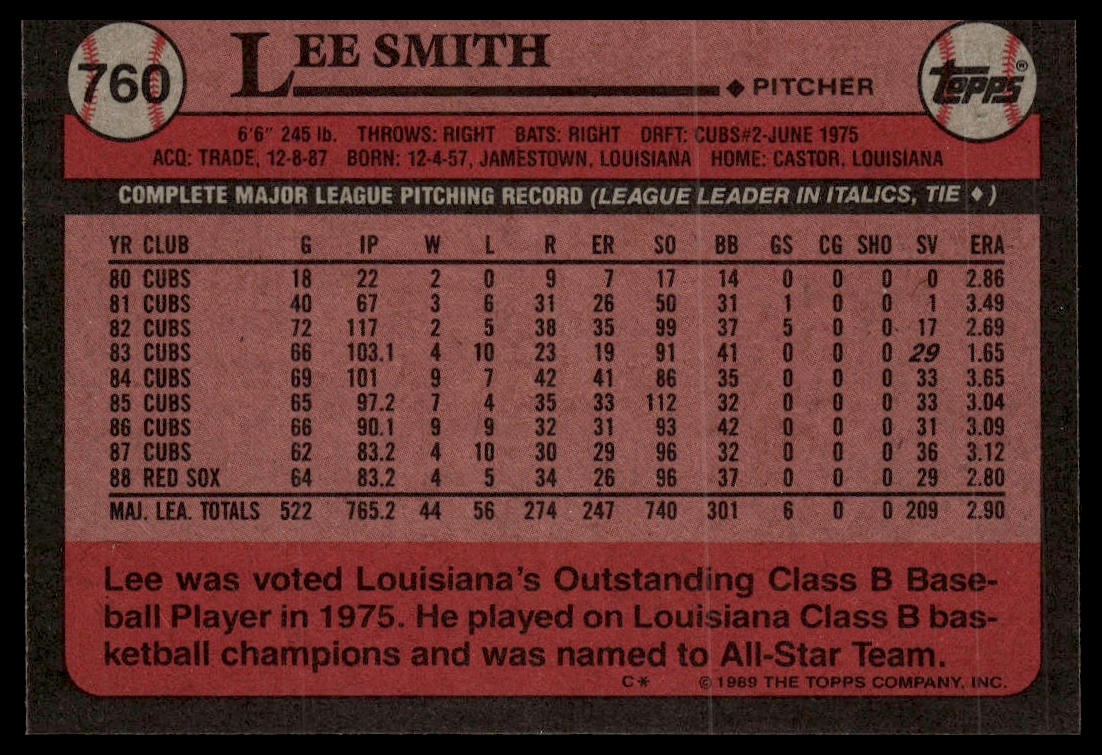 760
LEE SMITH
♦ PITCHER
TOPPS®
6'6" 245 lb. THROWS: RIGHT BATS: RIGHT DRFT: CUBS#2-JUNE 1975
ACQ: TRADE, 12-8-87 BORN: 12-4-57, JAMESTOWN, LOUISIANA HOME: CASTOR, LOUISIANA
COMPLETE MAJOR LEAGUE PITCHING RECORD (LEAGUE LEADER IN ITALICS, TIE ♦)
YR CLUB G IP W L R ER SO BB GS CG SHO SV ERA
80 CUBS 18 22 2 0 9 7 17 14 0 0 0 0 2.86
81 CUBS 40 67 3 6 31 26 50 31 1 0 0 1 3.49
82 CUBS 72 117 2 5 38 35 99 37 5 0 0 17 2.69
83 CUBS 66 103.1 4 10 23 19 91 41 0 0 0 29 1.65
84 CUBS 69 101 9 7 42 41 86 35 0 0 0 33 3.65
85 CUBS 65 97.2 7 4 35 33 112 32 0 0 0 33 3.04
86 CUBS 66 90.1 9 9 32 31 93 42 0 0 0 31 3.09
87 CUBS 62 83.2 4 10 30 29 96 32 0 0 0 36 3.12
88 RED SOX 64 83.2 4 5 34 26 96 37 0 0 0 29 2.80
MAJ. LEA. TOTALS 522 765.2 44 56 274 247 740 301 6 0 0 209 2.90
Lee was voted Louisiana's Outstanding Class B Base-
ball Player in 1975. He played on Louisiana Class B bas-
ketball champions and was named to All-Star Team.
C* ©1989 THE TOPPS COMPANY, INC.